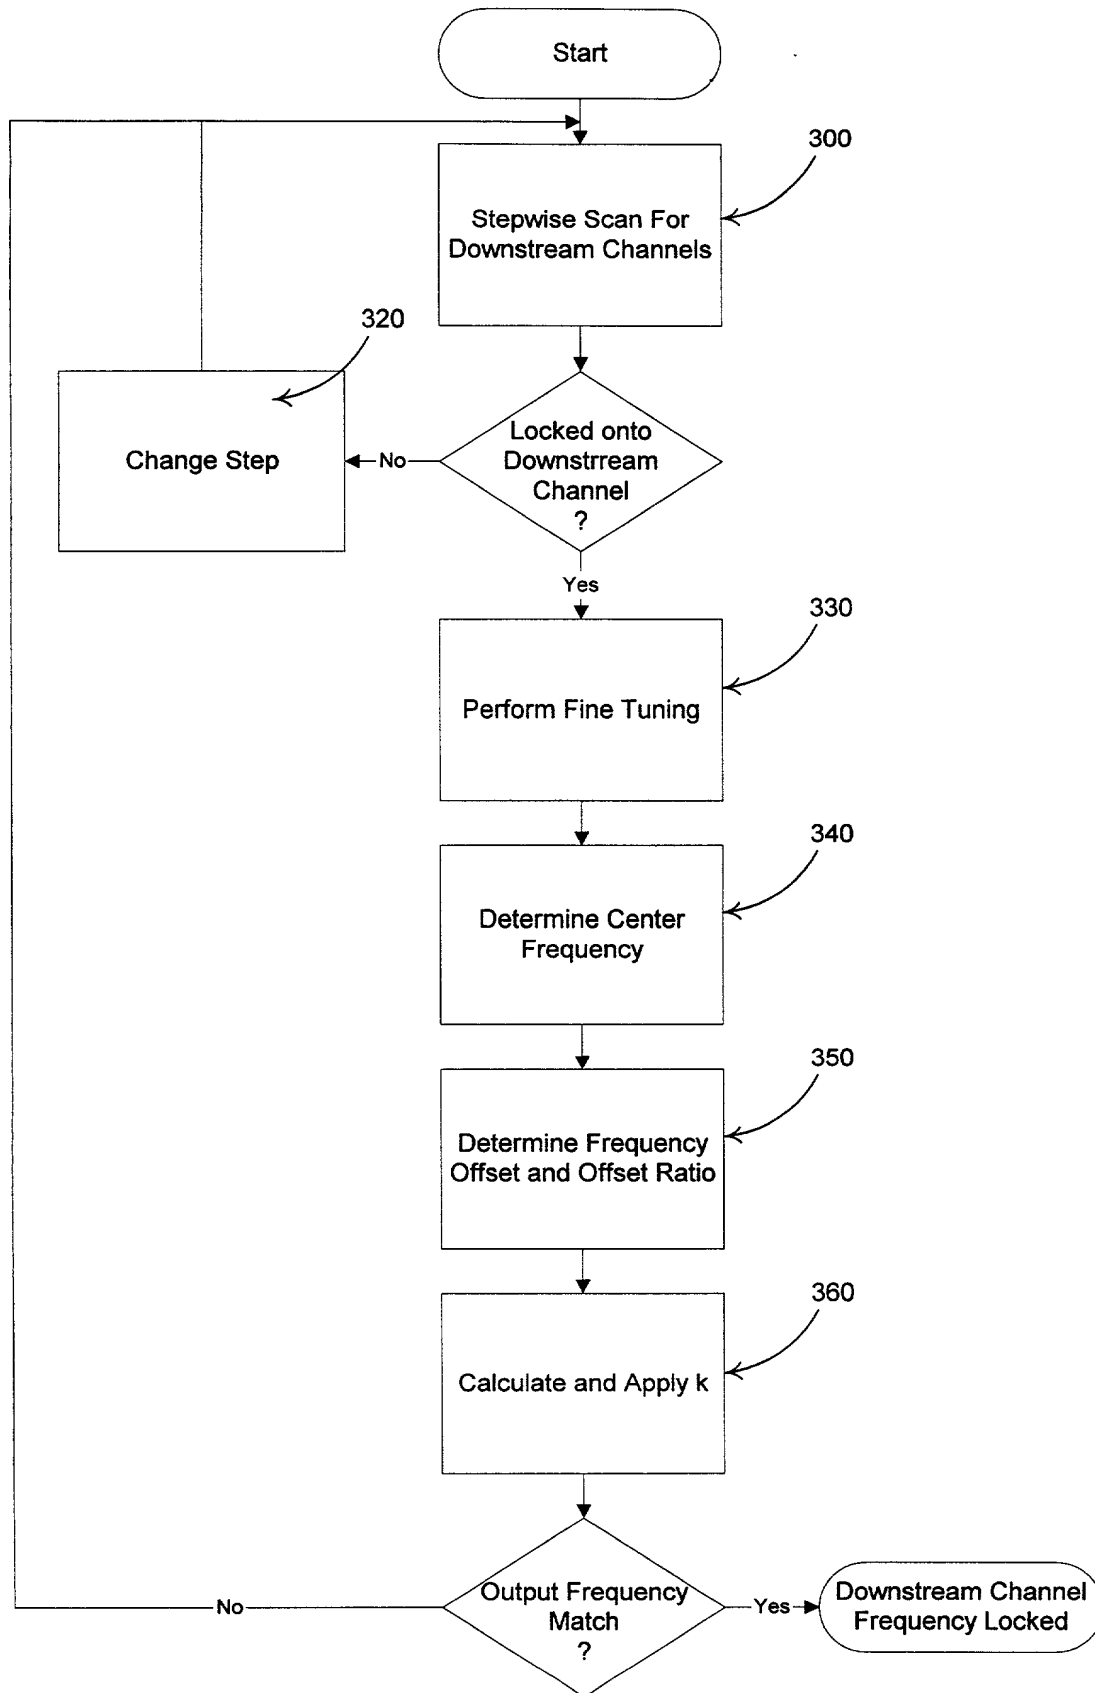 Start
300
Stepwise Scan For
Downstream Channels
320
Change Step
No
Locked onto
Downstrream
Channel
?
Yes
330
Perform Fine Tuning
340
Determine Center
Frequency
350
Determine Frequency
Offset and Offset Ratio
360
Calculate and Apply k
No
Output Frequency
Match
?
Yes
Downstream Channel
Frequency Locked